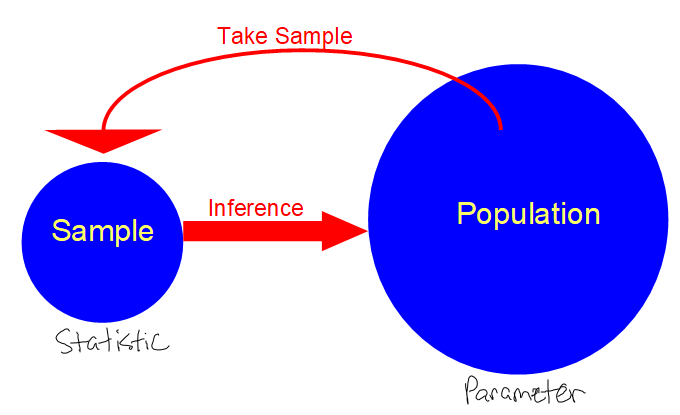 Take Sample
Sample
Inference
Population
Statistic
Parameter